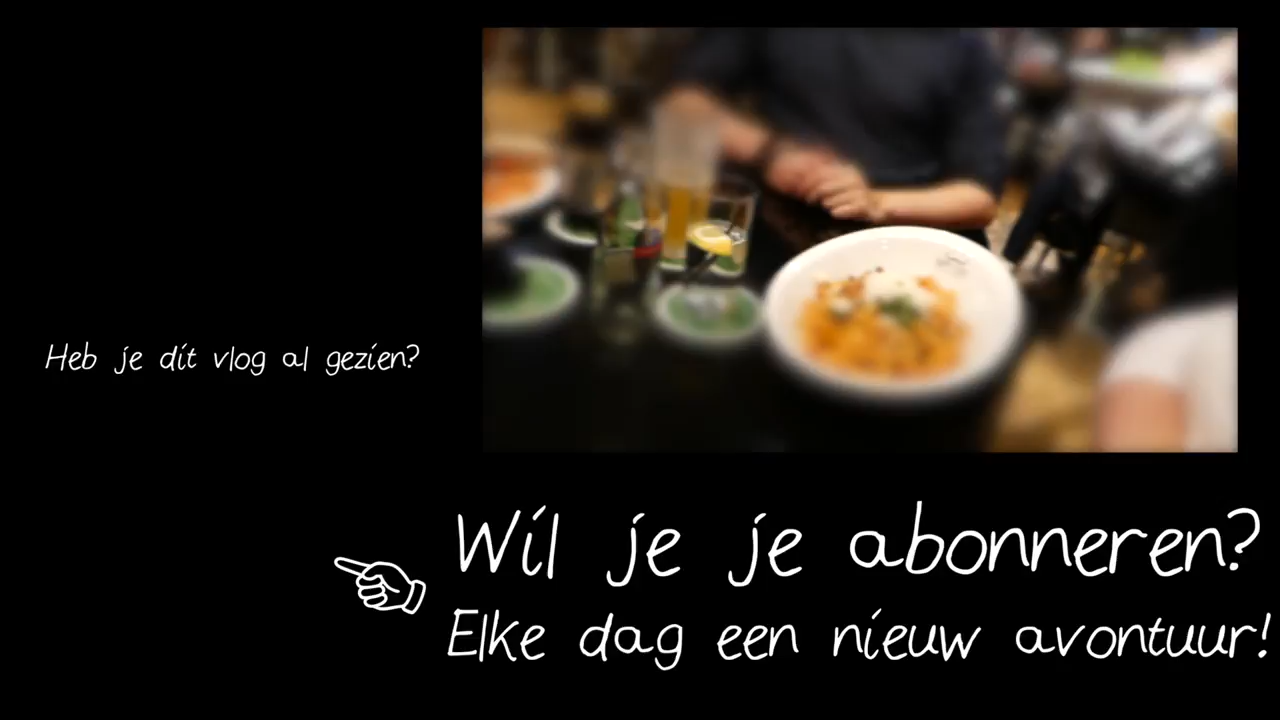 Heb je dit vlog al gezien?
Wil je je abonneren?
Elke dag een nieuw avontuur!